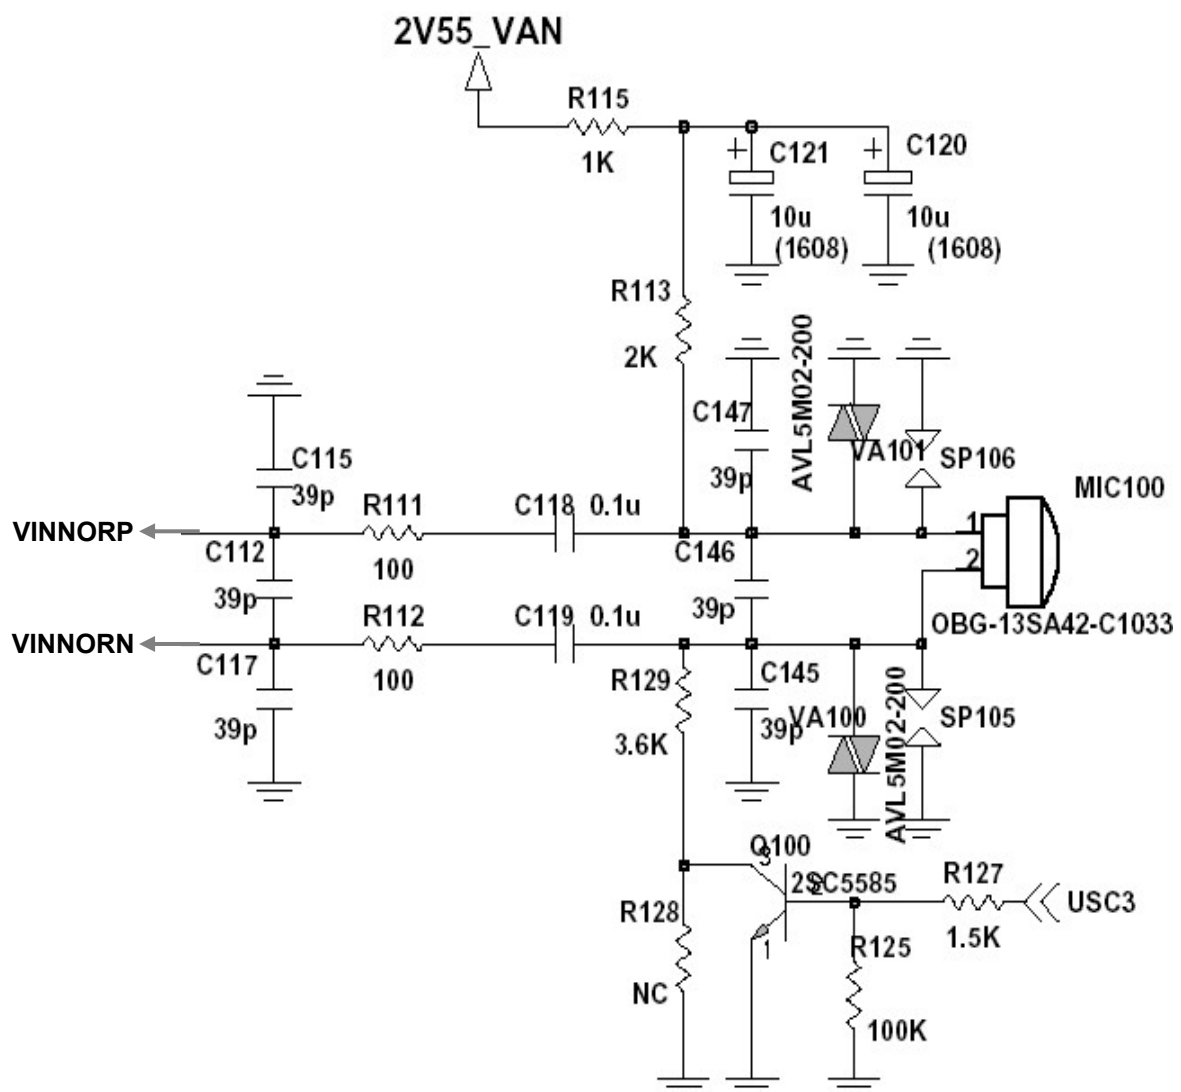 2V55_VAN
R115
1K
C121
10u
(1608)
C120
10u
(1608)
R113
2K
AVL5M02-200
C147
39p
VA101
SP106
C115
39p
MIC100
R111
100
C118 0.1u
1
VINNORP
C112
39p
C146
39p
2
R112
100
C119 0.1u
OBG-13SA42-C1033
VINNORN
C117
39p
R129
3.6K
C145
39p
VA100
AVL5M02-200
SP105
Q100
3
2SC5585
2
1
R127
1.5K
USC3
R128
NC
R125
100K